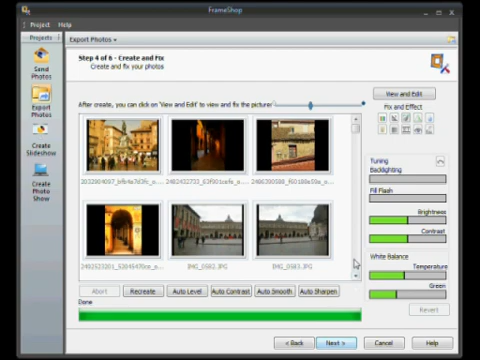 FrameShop
Project Help
Projects
Export Photos
Send Photos
Export Photos
Create Slideshow
Create Photo Show
Step 4 of 6 - Create and Fix
Create and fix your photos
After create, you can click on 'View and Edit' to view and fix the picture
View and Edit
Fix and Effect
Tuning
Backlighting
Fill Flash
Brightness
Contrast
White Balance
Temperature
Green
Revert
IMG_0582.JPG
IMG_0583.JPG
Abort
Recreate
Auto Level
Auto Contrast
Auto Smooth
Auto Sharpen
Done
< Back
Next >
Cancel
Help